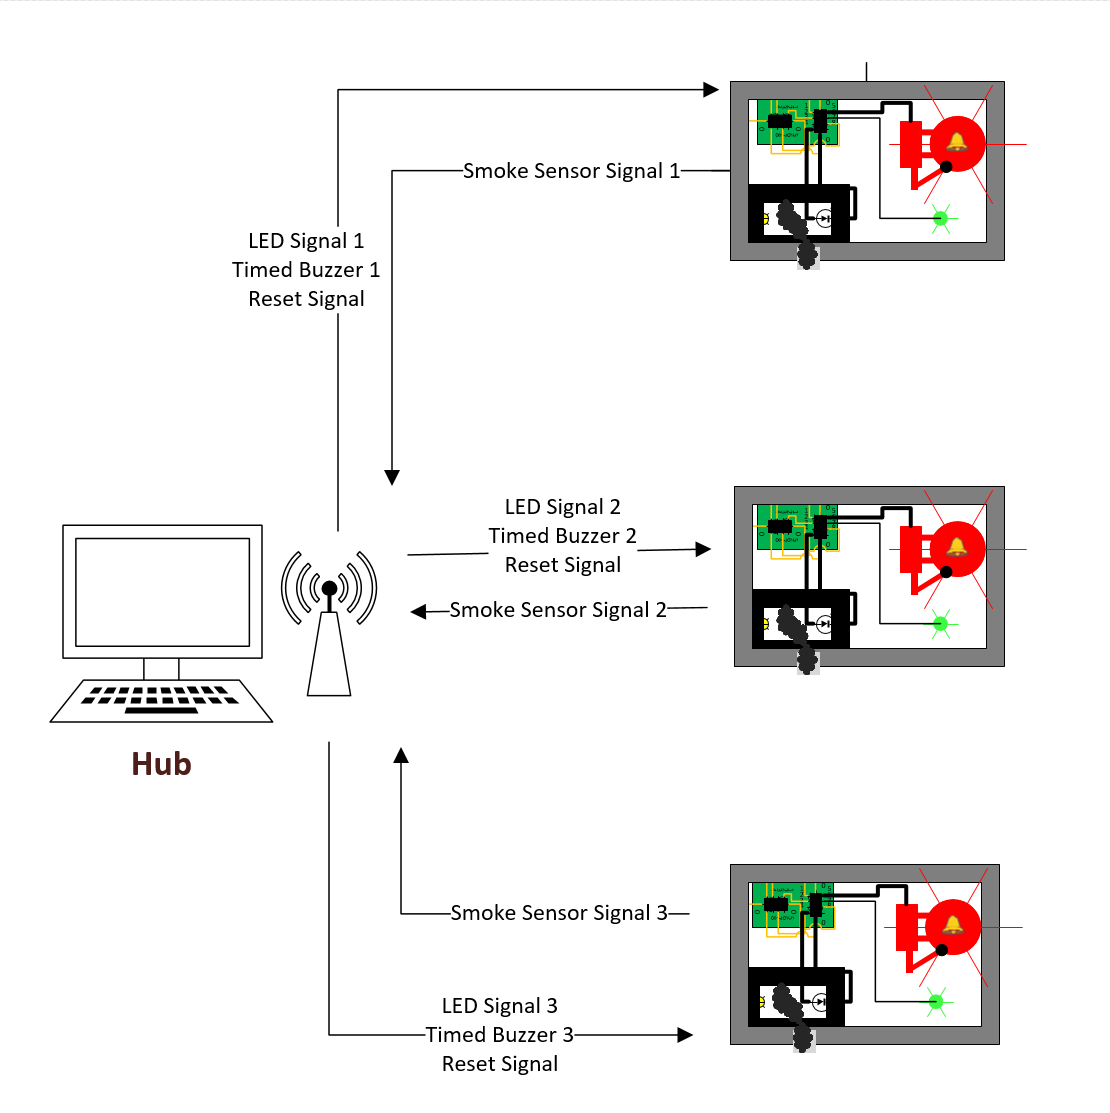 Smoke Sensor Signal 1
LED Signal 1
Timed Buzzer 1
Reset Signal
LED Signal 2
Timed Buzzer 2
Reset Signal
Smoke Sensor Signal 2
Hub
Smoke Sensor Signal 3
LED Signal 3
Timed Buzzer 3
Reset Signal